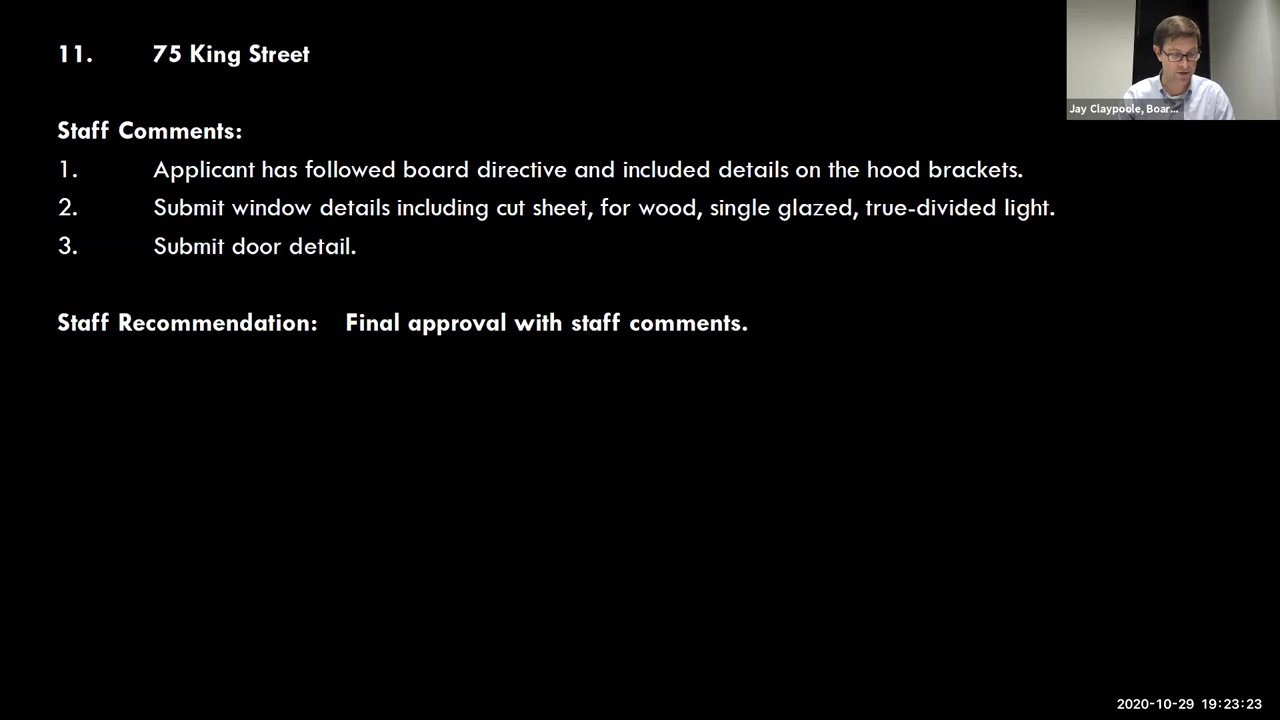 11. 75 King Street
Jay Claypoole, Boar...
Staff Comments:
1. Applicant has followed board directive and included details on the hood brackets.
2. Submit window details including cut sheet, for wood, single glazed, true-divided light.
3. Submit door detail.
Staff Recommendation: Final approval with staff comments.
2020-10-29 19:23:23